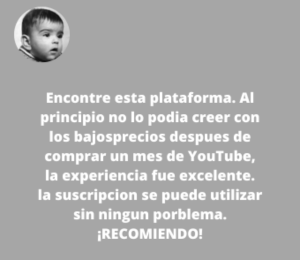 Encontre esta plataforma. Al
principio no lo podia creer con
los bajosprecios despues de
comprar un mes de YouTube,
la experiencia fue excelente.
la suscripcion se puede utilizar
sin ningun porblema.
¡RECOMIENDO!